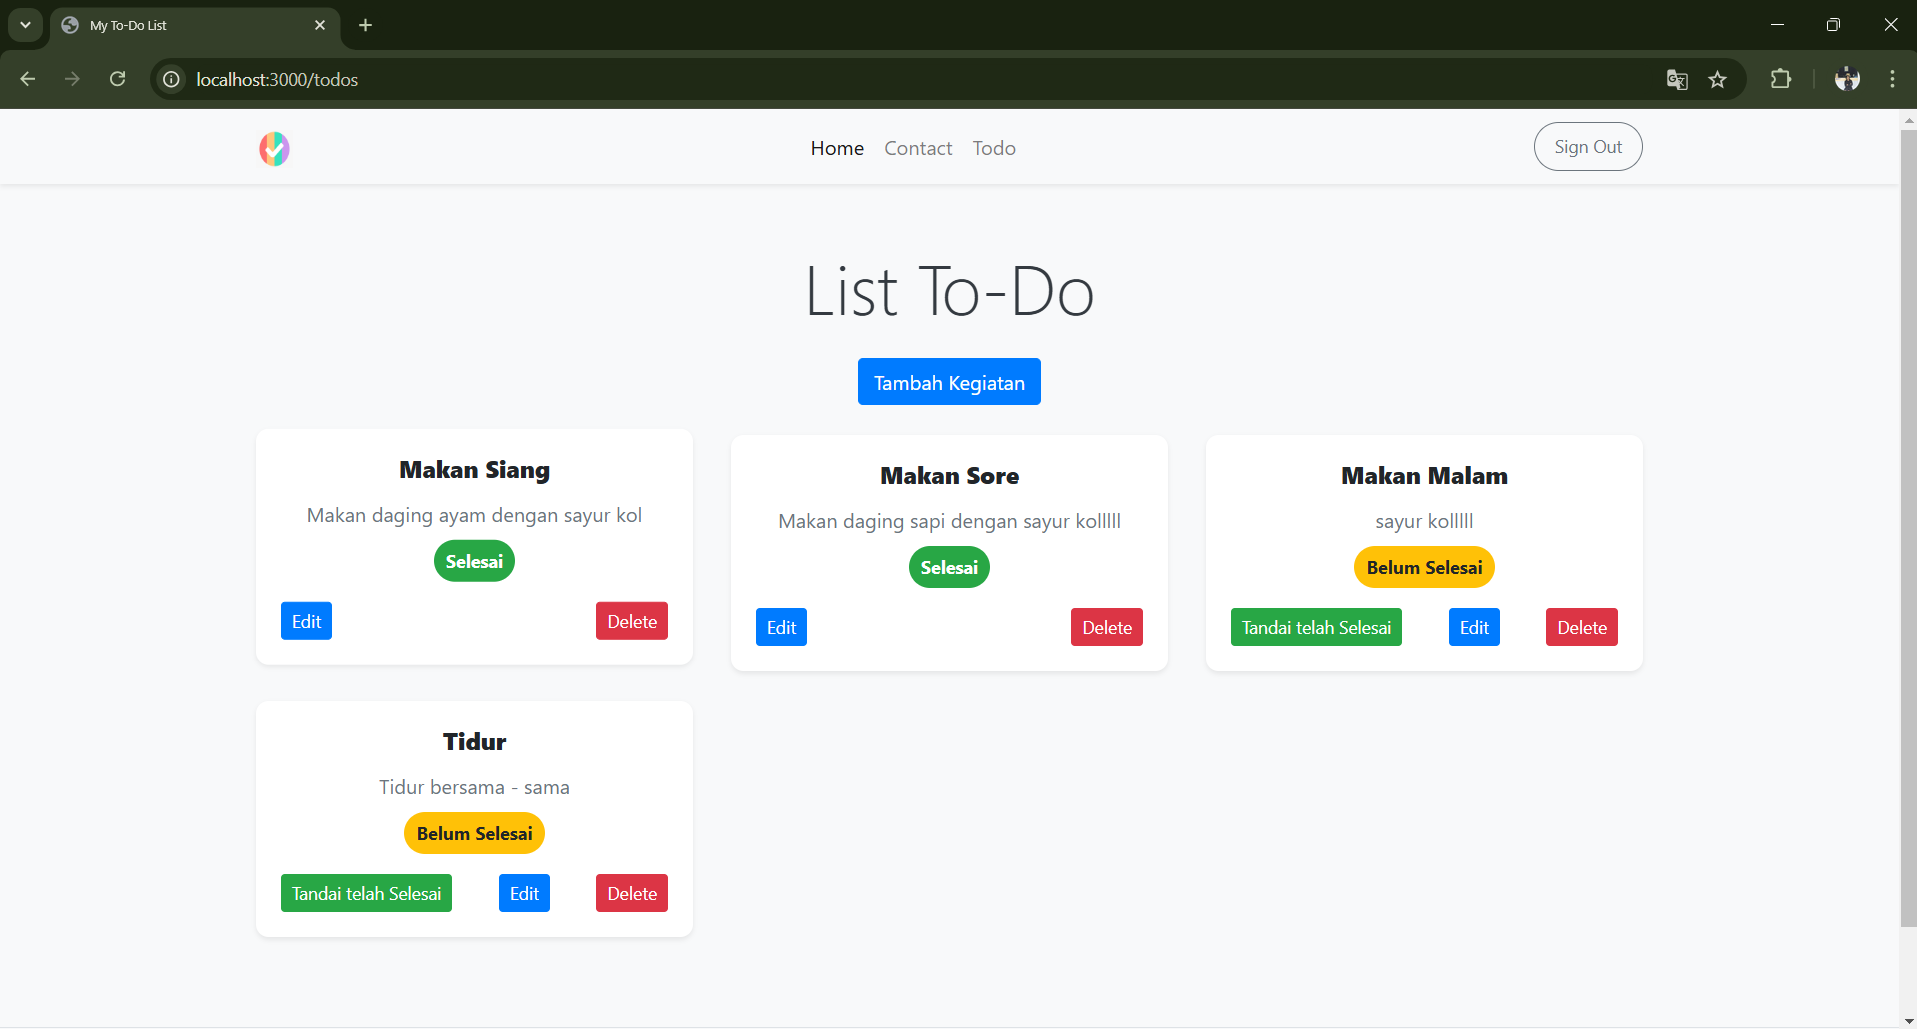 My To-Do List
localhost:3000/todos
Home Contact Todo
Sign Out
List To-Do
Tambah Kegiatan
Makan Siang
Makan daging ayam dengan sayur kol
Selesai
Edit Delete
Makan Sore
Makan daging sapi dengan sayur kolllll
Selesai
Edit Delete
Makan Malam
sayur kolllll
Belum Selesai
Tandai telah Selesai Edit Delete
Tidur
Tidur bersama - sama
Belum Selesai
Tandai telah Selesai Edit Delete